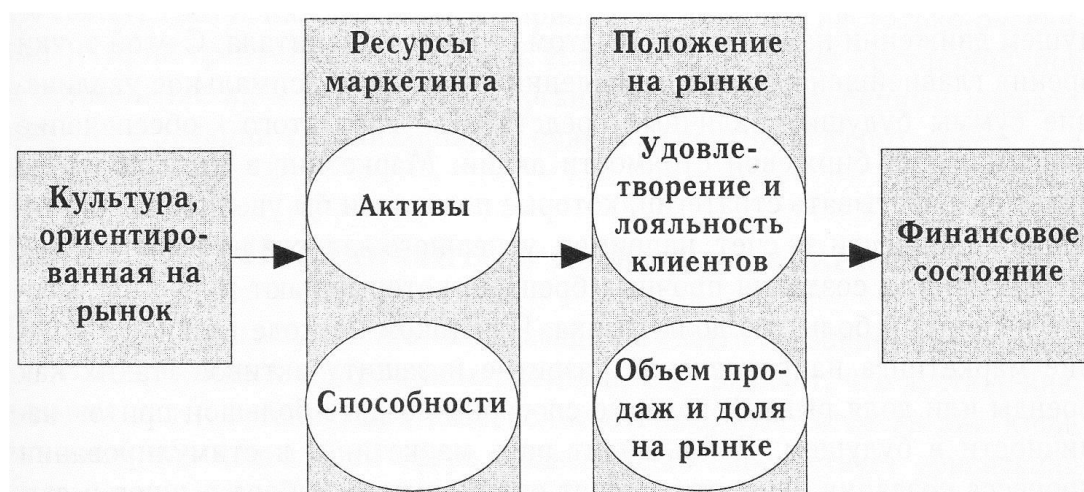 Культура,
ориентиро-
ванная на
рынок
Ресурсы
маркетинга
Активы
Способности
Положение
на рынке
Удовле-
творение и
лояльность
клиентов
Объем про-
даж и доля
на рынке
Финансовое
состояние